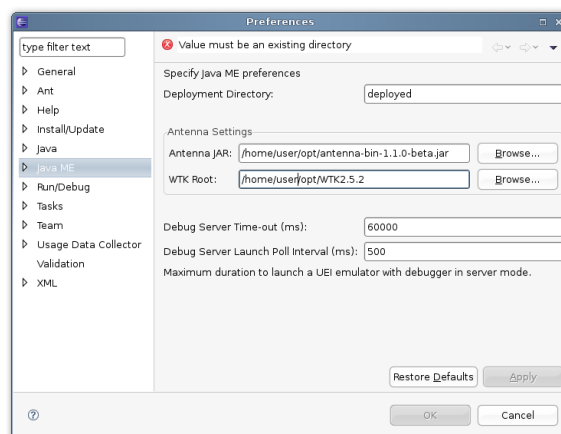 Preferences
type filter text
Value must be an existing directory
General
Ant
Help
Install/Update
Java
Java ME
Run/Debug
Tasks
Team
Usage Data Collector
Validation
XML
Specify Java ME preferences
Deployment Directory: deployed
Antenna Settings
Antenna JAR: /home/user/opt/antenna-bin-1.1.0-beta.jar Browse...
WTK Root: /home/user/opt/WTK2.5.2 Browse...
Debug Server Time-out (ms): 60000
Debug Server Launch Poll Interval (ms): 500
Maximum duration to launch a UEI emulator with debugger in server mode.
Restore Defaults Apply
? OK Cancel